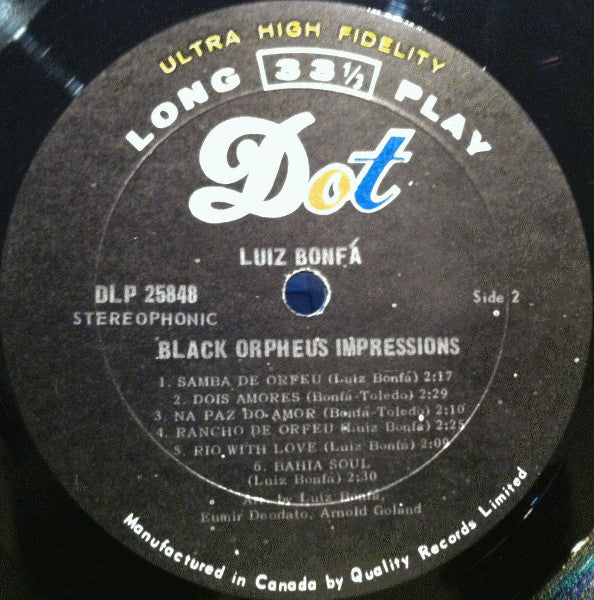 ULTRA HIGH FIDELITY
LONG 33 1/3 PLAY
Dot
LUIZ BONFÁ
DLP 25848
Side 2
STEREOPHONIC
BLACK ORPHEUS IMPRESSIONS
1. SAMBA DE ORFEU (Luiz Bonfá) 2:17
2. DOIS AMORES (Bonfá-Toledo) 2:29
3. NA PAZ DO AMOR (Bonfá-Toledo) 2:10
4. RANCHO DE ORFEU (Luiz Bonfá) 2:25
5. RIO WITH LOVE (Luiz Bonfá) 2:09
6. BAHIA SOUL
(Luiz Bonfá) 2:30
Arr. by Luiz Bonfá,
Eumir Deodato, Arnold Goland
Manufactured in Canada by Quality Records Limited